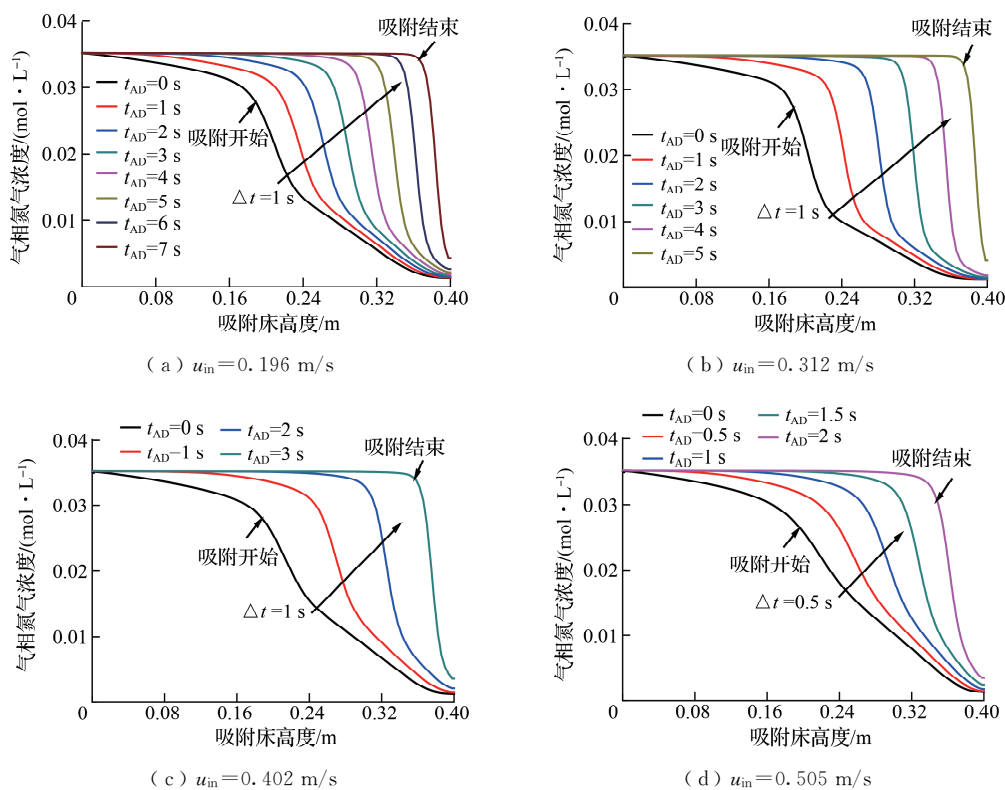 吸附结束
0.04
0.03
0.02
0.01
0
0.08
0.16
0.24
0.32
0.40
气相氮气浓度/(mol·L⁻¹)
tAD=0 s
tAD=1 s
tAD=2 s
tAD=3 s
tAD=4 s
tAD=5 s
tAD=6 s
tAD=7 s
吸附开始
△t=1 s
吸附床高度/m
(a) uin=0.196 m/s
吸附结束
0.04
0.03
0.02
0.01
0
0.08
0.16
0.24
0.32
0.40
气相氮气浓度/(mol·L⁻¹)
吸附开始
tAD=0 s
tAD=1 s
tAD=2 s
tAD=3 s
tAD=4 s
tAD=5 s
△t=1 s
吸附床高度/m
(b) uin=0.312 m/s
tAD=0 s
tAD=2 s
tAD−1 s
tAD=3 s
吸附结束
0.04
0.03
0.02
0.01
0
0.08
0.16
0.24
0.32
0.40
气相氮气浓度/(mol·L⁻¹)
吸附开始
△t=1 s
吸附床高度/m
(c) uin=0.402 m/s
tAD=0 s
tAD=1.5 s
tAD−0.5 s
tAD=2 s
tAD=1 s
吸附结束
0.04
0.03
0.02
0.01
0
0.08
0.16
0.24
0.32
0.40
气相氮气浓度/(mol·L⁻¹)
吸附开始
△t=0.5 s
吸附床高度/m
(d) uin=0.505 m/s